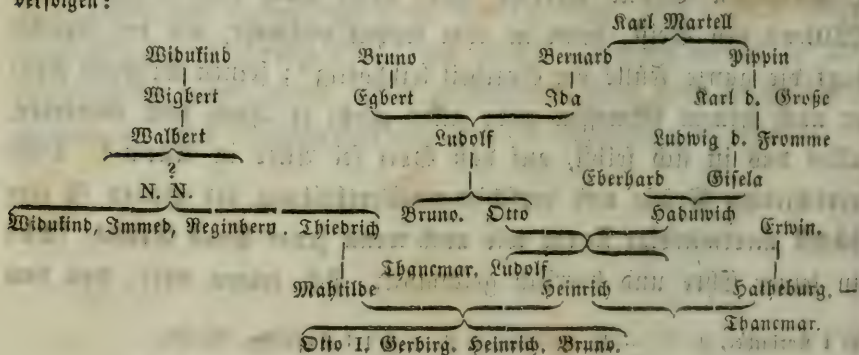 verfolgen:
Karl Martell
Widukind Bruno Bernard Pippin
Wigbert Egbert Ida Karl d. Große
Walbert Ludolf Ludwig d. Fromme
?
N. N. Eberhard Gisela
Widukind, Immed, Reginbern. Thiedrich Bruno. Otto Haduwich Erwin.
Thancmar. Ludolf
Mahtilde Heinrich Hatheburg.
Thancmar.
Otto I. Gerbirg. Heinrich. Bruno.